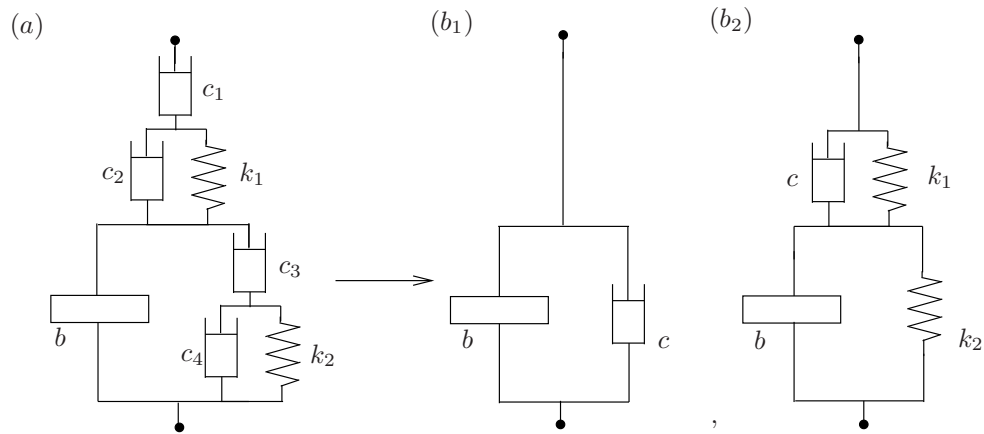 (a)
(b₁)
(b₂)
c₁
c₂
k₁
c₃
b
c₄
k₂
b
c
c
k₁
b
k₂
,